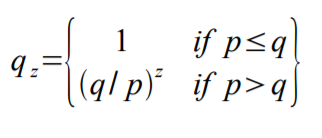 q_z = { 1 if p ≤ q
(q/p)^z if p > q }